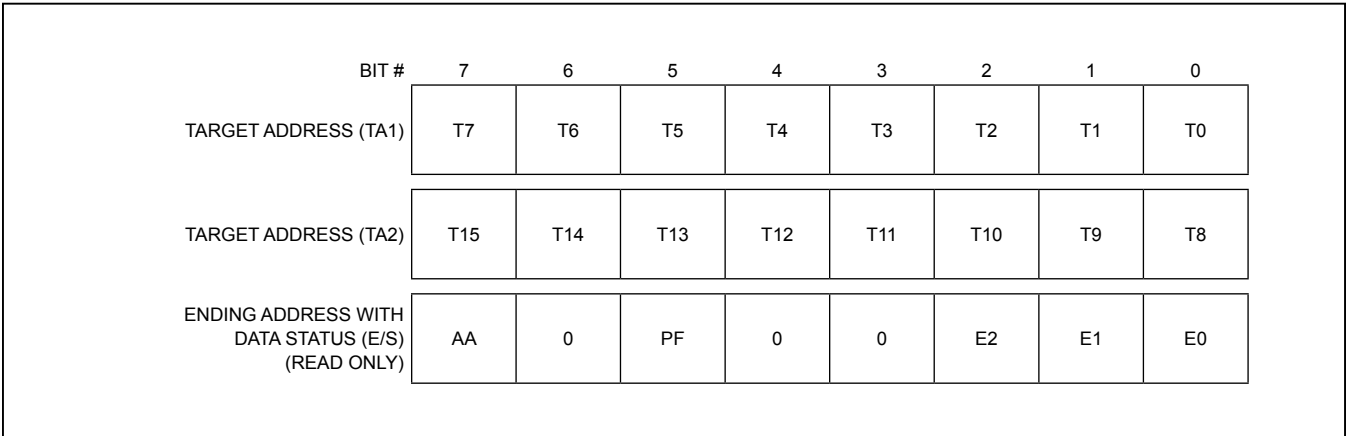 BIT # 7 6 5 4 3 2 1 0
TARGET ADDRESS (TA1) T7 T6 T5 T4 T3 T2 T1 T0
TARGET ADDRESS (TA2) T15 T14 T13 T12 T11 T10 T9 T8
ENDING ADDRESS WITH
DATA STATUS (E/S)
(READ ONLY)
AA 0 PF 0 0 E2 E1 E0